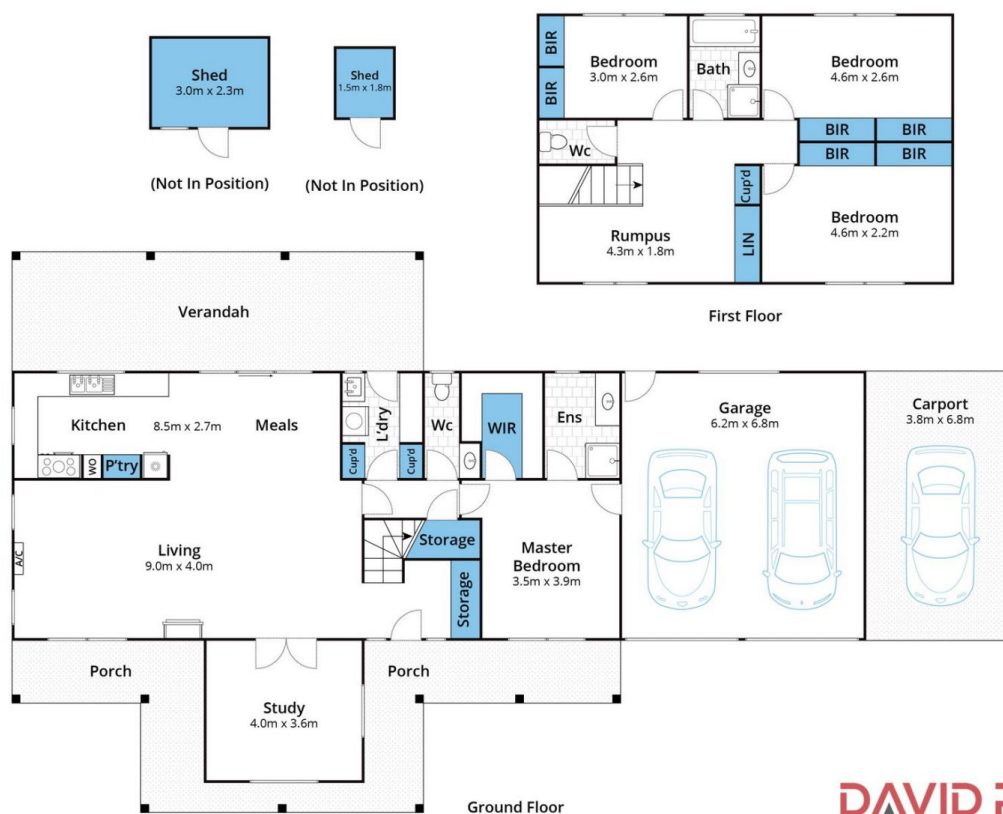 Shed
3.0m x 2.3m
(Not In Position)
Shed
1.5m x 1.8m
(Not In Position)
BIR
BIR
Bedroom
3.0m x 2.6m
Bath
Bedroom
4.6m x 2.6m
Wc
BIR
BIR
BIR
BIR
Cup'd
LIN
Rumpus
4.3m x 1.8m
Bedroom
4.6m x 2.2m
First Floor
Verandah
Kitchen
8.5m x 2.7m
Meals
WO
P'try
L'dry
Cup'd
Cup'd
Wc
WIR
Ens
Garage
6.2m x 6.8m
Carport
3.8m x 6.8m
A/C
Living
9.0m x 4.0m
Storage
Storage
Master
Bedroom
3.5m x 3.9m
Porch
Study
4.0m x 3.6m
Porch
Ground Floor
DAVID